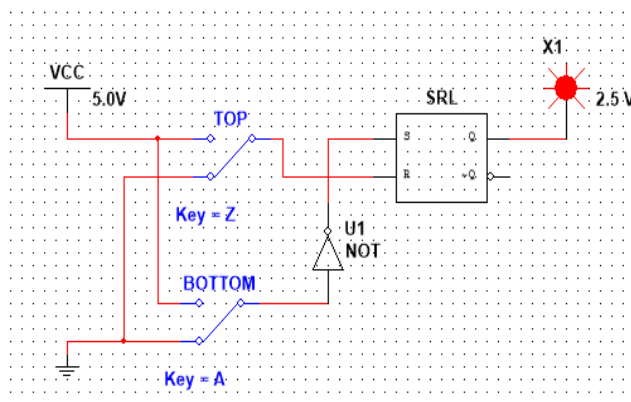 X1
VCC
5.0V
SRL
2.5 V
TOP
S Q
R ~Q
Key = Z
U1
NOT
BOTTOM
Key = A